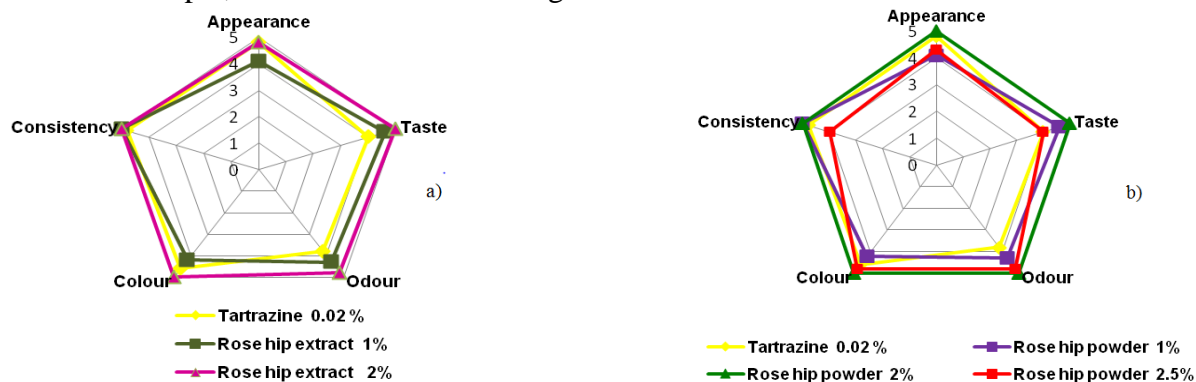 Appearance
5
4
3
2
1
0
Consistency
Taste
a)
Colour
Odour
Tartrazine 0.02 %
Rose hip extract 1%
Rose hip extract 2%
Appearance
5
4
3
2
1
0
Consistency
Taste
b)
Colour
Odour
Tartrazine 0.02 % Rose hip powder 1%
Rose hip powder 2% Rose hip powder 2.5%